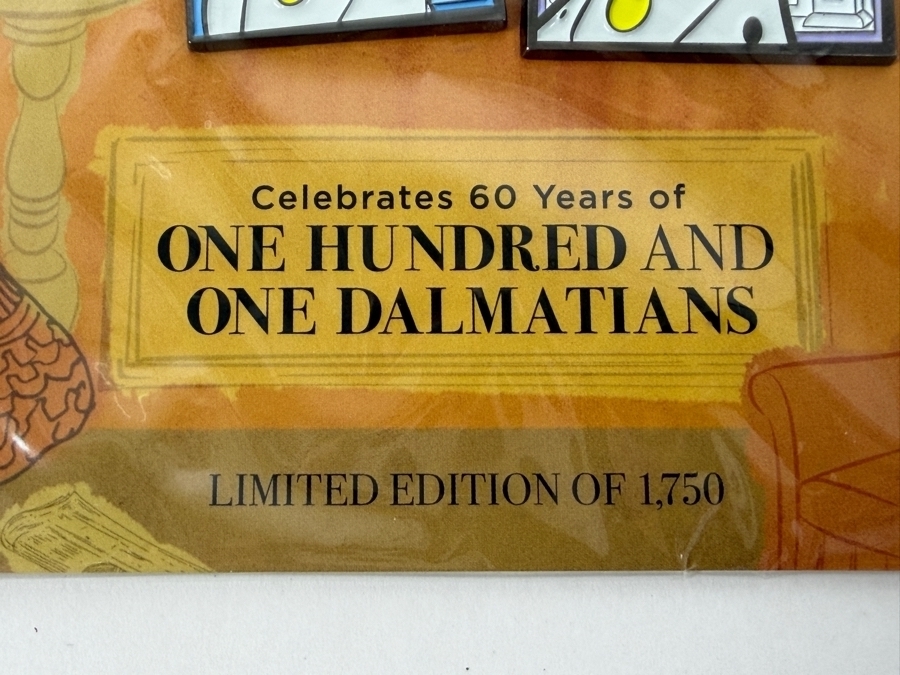 Celebrates 60 Years of
ONE HUNDRED AND
ONE DALMATIANS
LIMITED EDITION OF 1,750